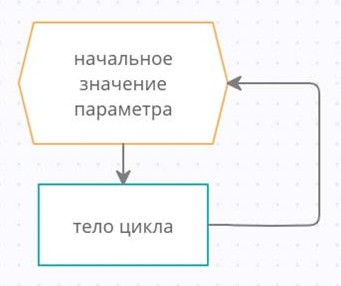 начальное
значение
параметра
тело цикла